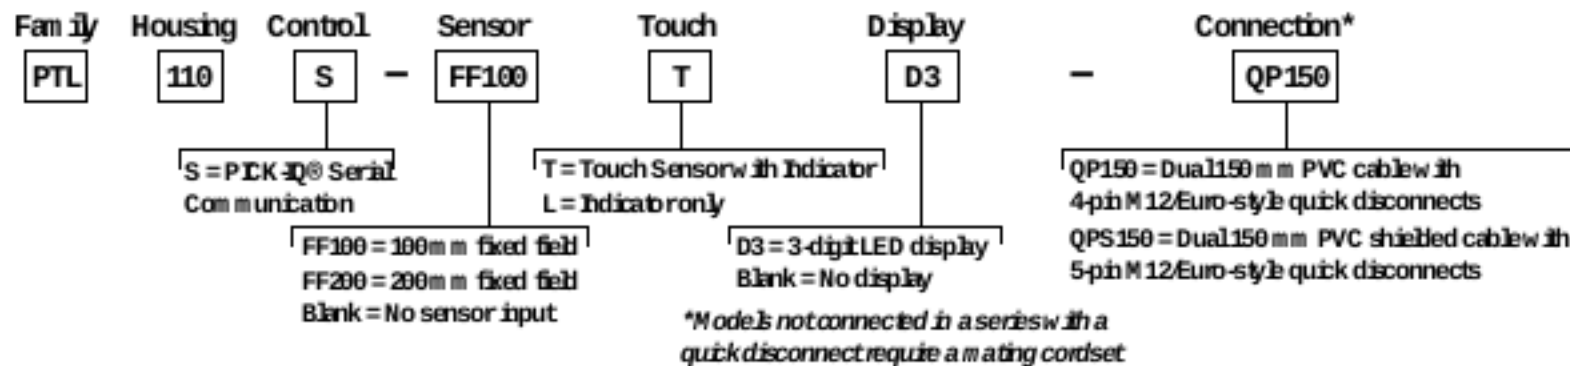 Family Housing Control Sensor Touch Display Connection*
PTL 110 S – FF100 T D3 – QP150
S = PICK-IQ® Serial
Communication
T = Touch Sensor with Indicator
L = Indicator only
QP150 = Dual 150 mm PVC cable with
4-pin M12/Euro-style quick disconnects
QPS150 = Dual 150 mm PVC shielded cable with
5-pin M12/Euro-style quick disconnects
FF100 = 100 mm fixed field
FF200 = 200 mm fixed field
Blank = No sensor input
D3 = 3-digit LED display
Blank = No display
*Models not connected in a series with a
quick disconnect require a mating cordset